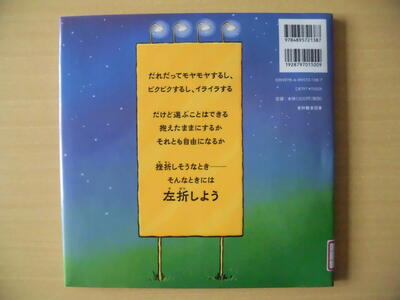 だれだってモヤモヤするし、
ビクビクするし、イライラする
だけど選ぶことはできる
抱えたままにするか
それとも自由になるか
挫折しそうなとき――
そんなときには
左折しよう
9784895721387
1928797015009